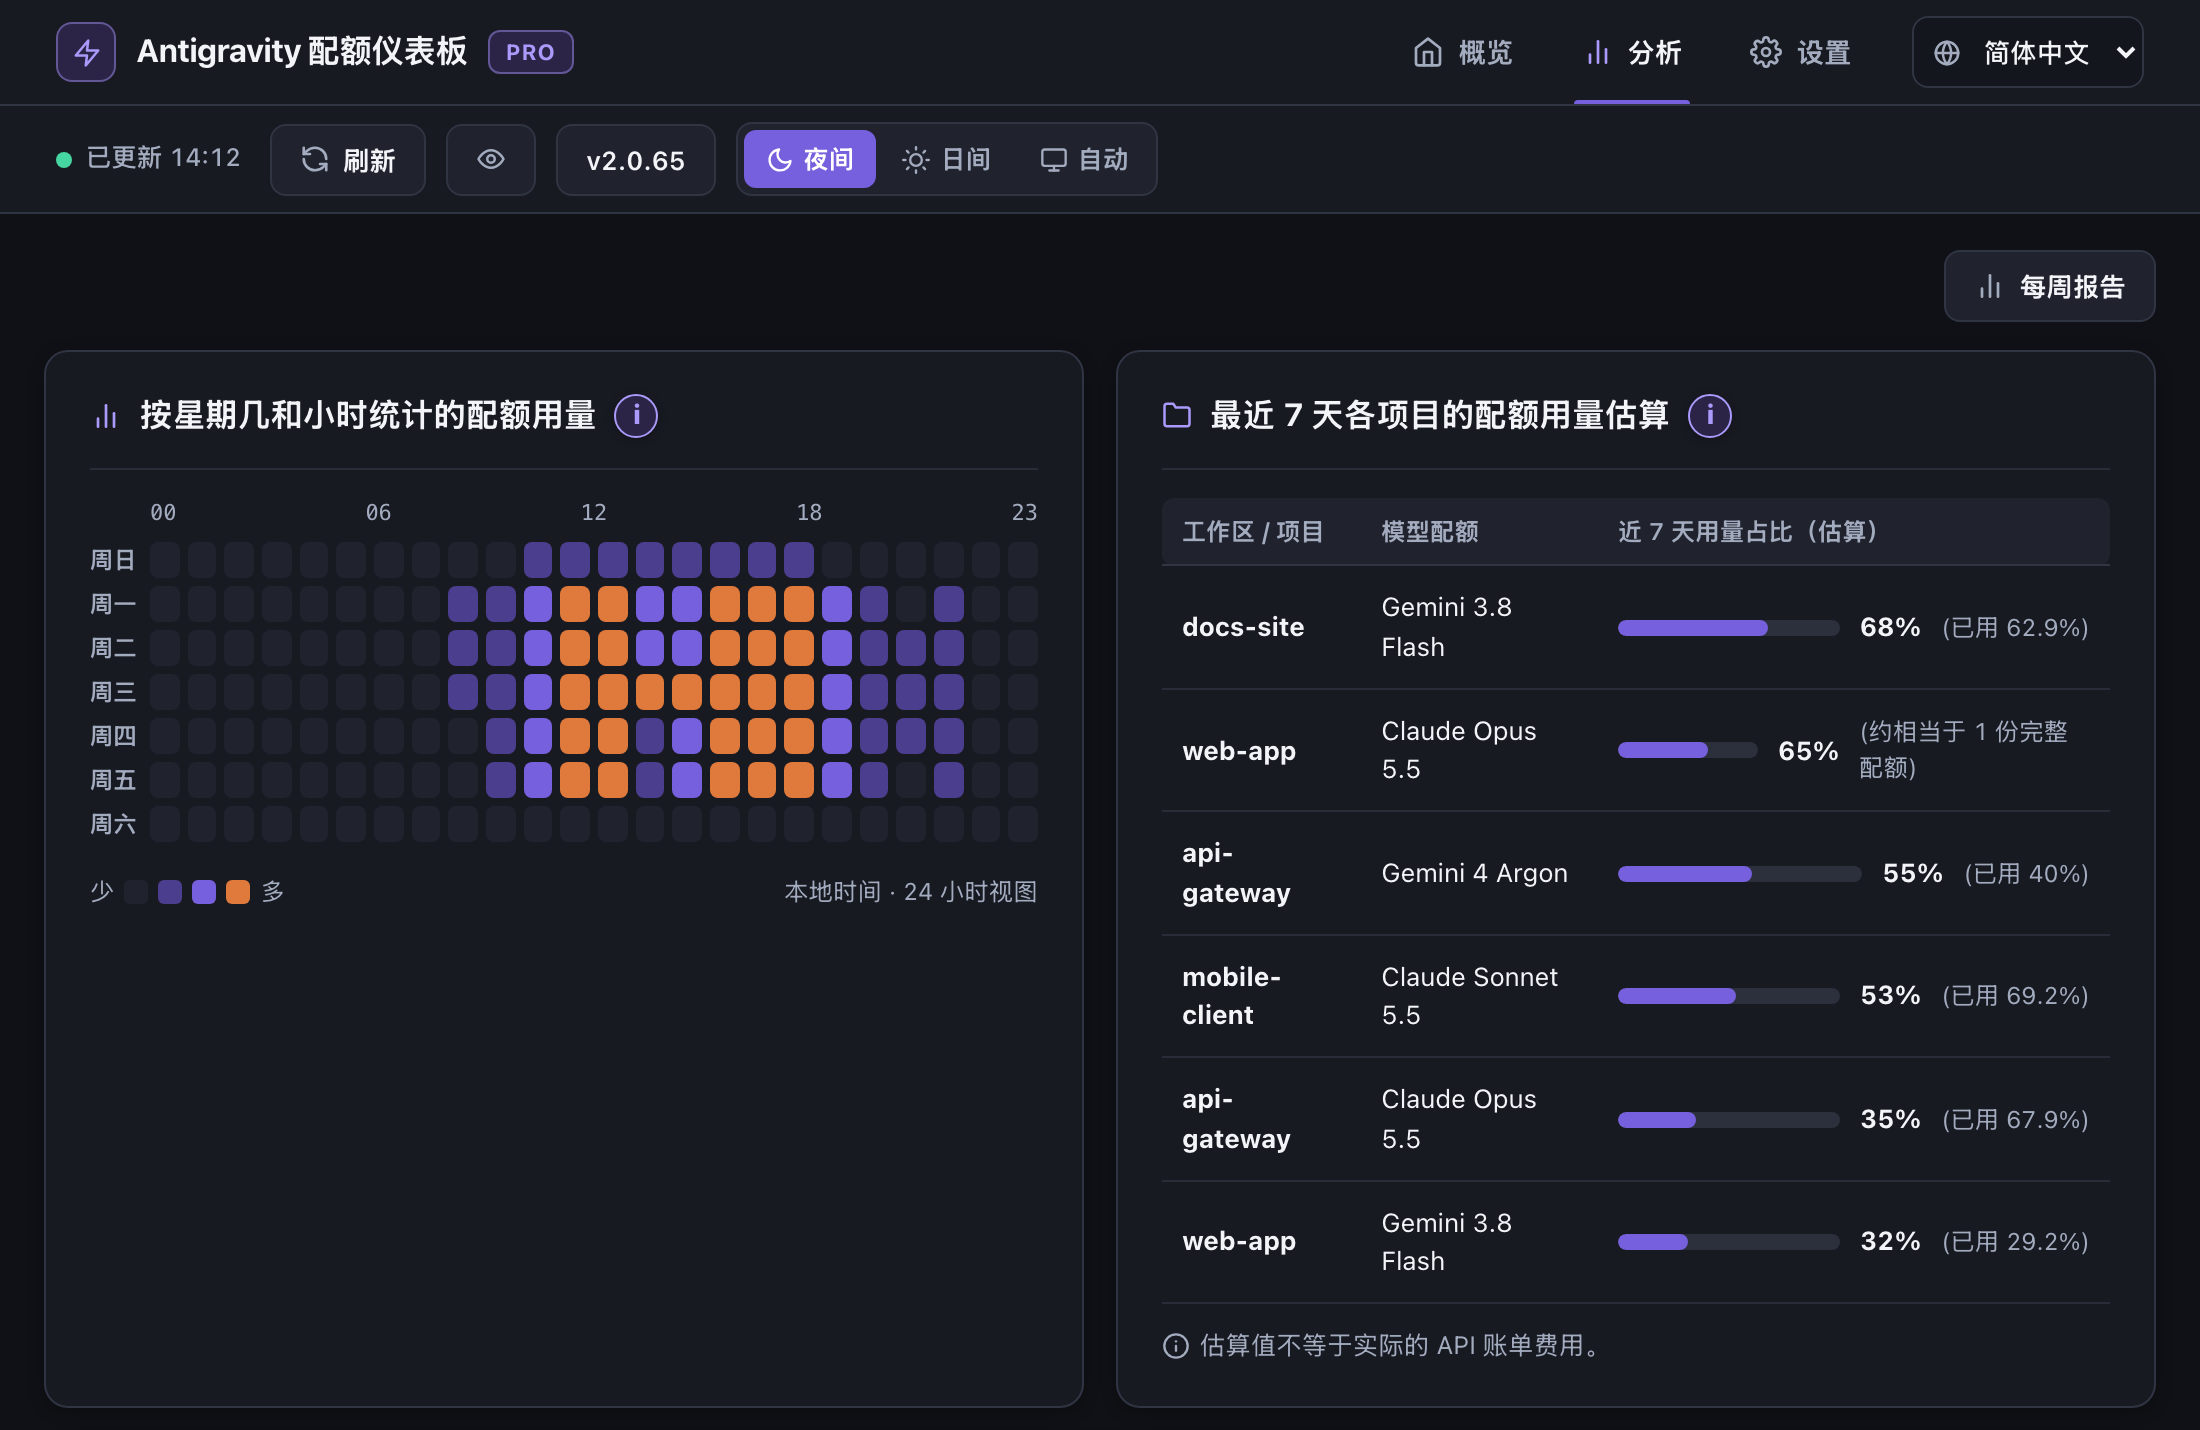 Antigravity 配额仪表板 PRO
概览 分析 设置 简体中文
已更新 14:12 刷新 v2.0.65 夜间 日间 自动
每周报告
按星期几和小时统计的配额用量 i
00 06 12 18 23
周日
周一
周二
周三
周四
周五
周六
少 多 本地时间 · 24 小时视图
最近 7 天各项目的配额用量估算 i
工作区 / 项目 模型配额 近 7 天用量占比（估算）
docs-site Gemini 3.8
Flash 68% (已用 62.9%)
web-app Claude Opus
5.5 65% (约相当于 1 份完整
配额)
api-
gateway Gemini 4 Argon 55% (已用 40%)
mobile-
client Claude Sonnet
5.5 53% (已用 69.2%)
api-
gateway Claude Opus
5.5 35% (已用 67.9%)
web-app Gemini 3.8
Flash 32% (已用 29.2%)
估算值不等于实际的 API 账单费用。